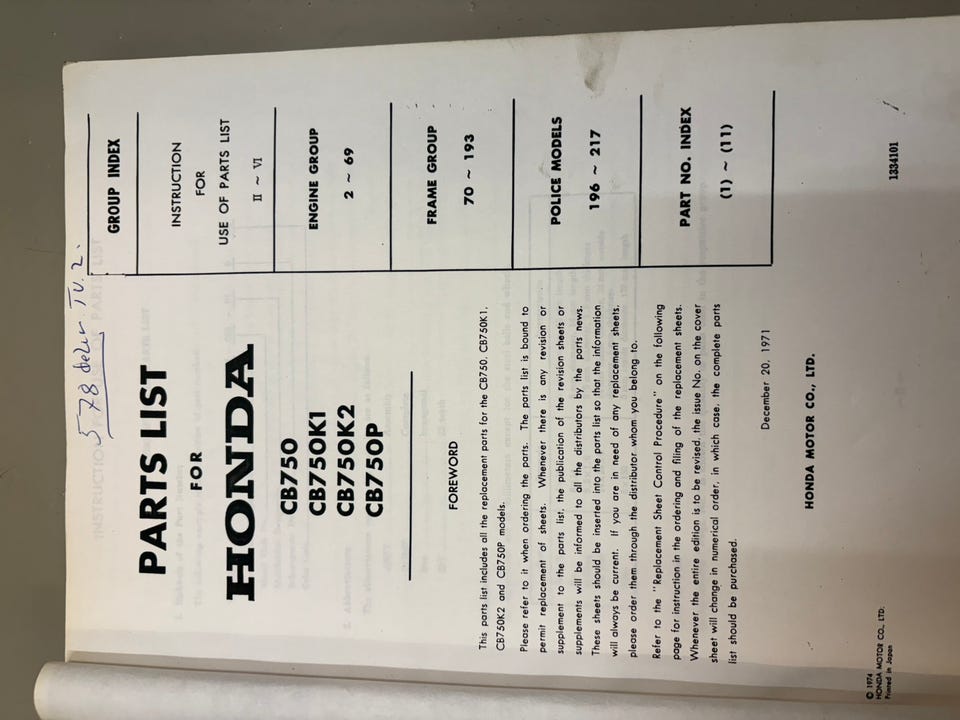 578 deler TV. 2.
PARTS LIST
FOR
HONDA
CB750
CB750K1
CB750K2
CB750P
FOREWORD
This parts list includes all the replacement parts for the CB750, CB750K1,
CB750K2 and CB750P models.
Please refer to it when ordering the parts. The parts list is bound to
permit replacement of sheets. Whenever there is any revision or
supplement to the parts list, the publication of the revision sheets or
supplements will be informed to all the distributors by the parts news.
These sheets should be inserted into the parts list so that the information
will always be current. If you are in need of any replacement sheets,
please order them through the distributor whom you belong to.
Refer to the "Replacement Sheet Control Procedure" on the following
page for instruction in the ordering and filing of the replacement sheets.
Whenever the entire edition is to be revised, the issue No. on the cover
sheet will change in numerical order, in which case, the complete parts
list should be purchased.
December 20, 1971
HONDA MOTOR CO., LTD.
© 1974
HONDA MOTOR CO., LTD.
Printed in Japan
GROUP INDEX
INSTRUCTION
FOR
USE OF PARTS LIST
II ~ VI
ENGINE GROUP
2 ~ 69
FRAME GROUP
70 ~ 193
POLICE MODELS
196 ~ 217
PART NO. INDEX
(1) ~ (11)
1334101